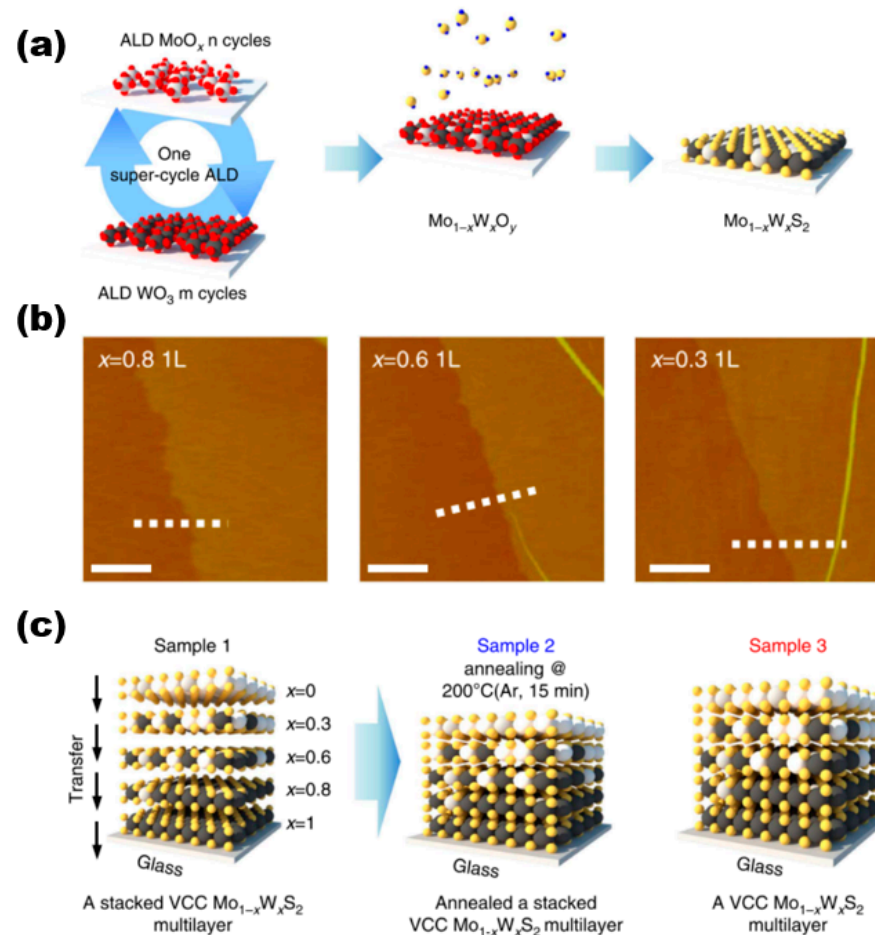 (a)
ALD MoOₓ n cycles
One
super-cycle ALD
ALD WO₃ m cycles
Mo₁₋ₓWₓOᵧ
Mo₁₋ₓWₓS₂
(b)
x=0.8 1L
x=0.6 1L
x=0.3 1L
(c)
Sample 1
Transfer
x=0
x=0.3
x=0.6
x=0.8
x=1
Glass
A stacked VCC Mo₁₋ₓWₓS₂
multilayer
Sample 2
annealing @
200°C(Ar, 15 min)
Glass
Annealed a stacked
VCC Mo₁₋ₓWₓS₂ multilayer
Sample 3
Glass
A VCC Mo₁₋ₓWₓS₂
multilayer